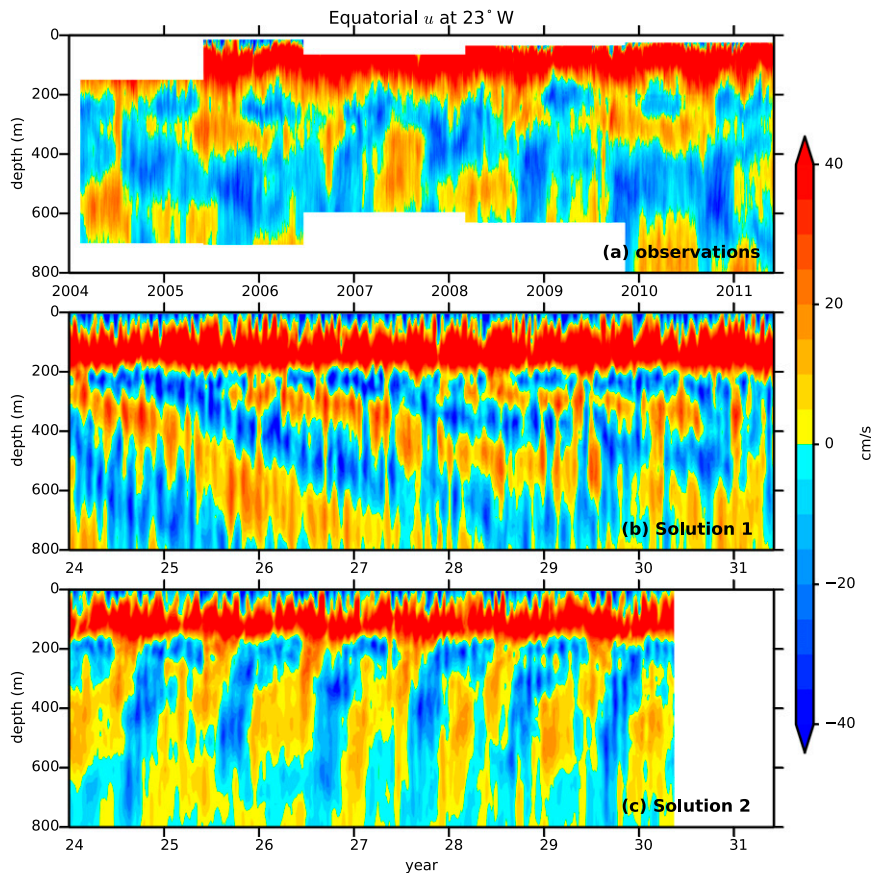 Equatorial u at 23° W
0
200
400
600
800
depth (m)
(a) observations
2004 2005 2006 2007 2008 2009 2010 2011
0
200
400
600
800
depth (m)
(b) Solution 1
24 25 26 27 28 29 30 31
0
200
400
600
800
depth (m)
(c) Solution 2
24 25 26 27 28 29 30 31
year
40
20
0
−20
−40
cm/s